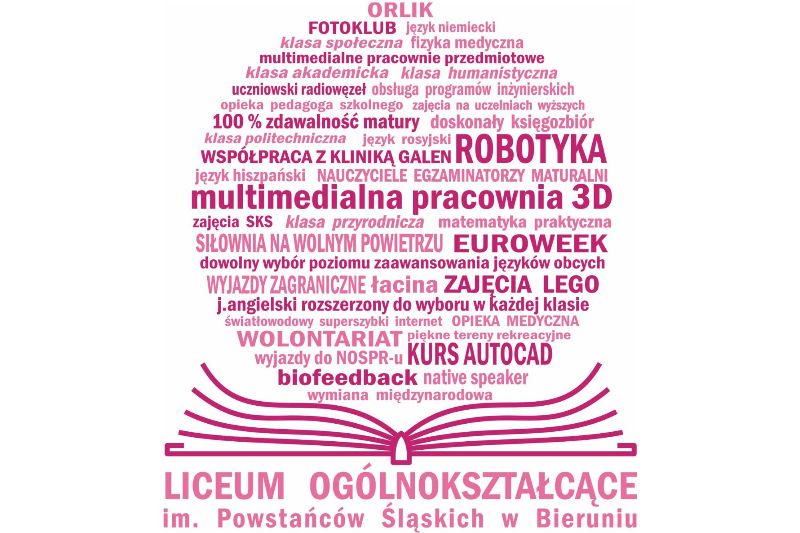 ORLIK
FOTOKLUB język niemiecki
klasa społeczna fizyka medyczna
multimedialne pracownie przedmiotowe
klasa akademicka klasa humanistyczna
uczniowski radiowęzeł obsługa programów inżynierskich
opieka pedagoga szkolnego zajęcia na uczelniach wyższych
100 % zdawalność matury doskonały księgozbiór
klasa politechniczna język rosyjski ROBOTYKA
WSPÓŁPRACA Z KLINIKĄ GALEN
język hiszpański NAUCZYCIELE EGZAMINATORZY MATURALNI
multimedialna pracownia 3D
zajęcia SKS klasa przyrodnicza matematyka praktyczna
SIŁOWNIA NA WOLNYM POWIETRZU EUROWEEK
dowolny wybór poziomu zaawansowania języków obcych
WYJAZDY ZAGRANICZNE łacina ZAJĘCIA LEGO
j.angielski rozszerzony do wyboru w każdej klasie
światłowodowy superszybki internet OPIEKA MEDYCZNA
WOLONTARIAT piękne tereny rekreacyjne
wyjazdy do NOSPR-u KURS AUTOCAD
biofeedback native speaker
wymiana międzynarodowa
LICEUM OGÓLNOKSZTAŁCĄCE
im. Powstańców Śląskich w Bieruniu